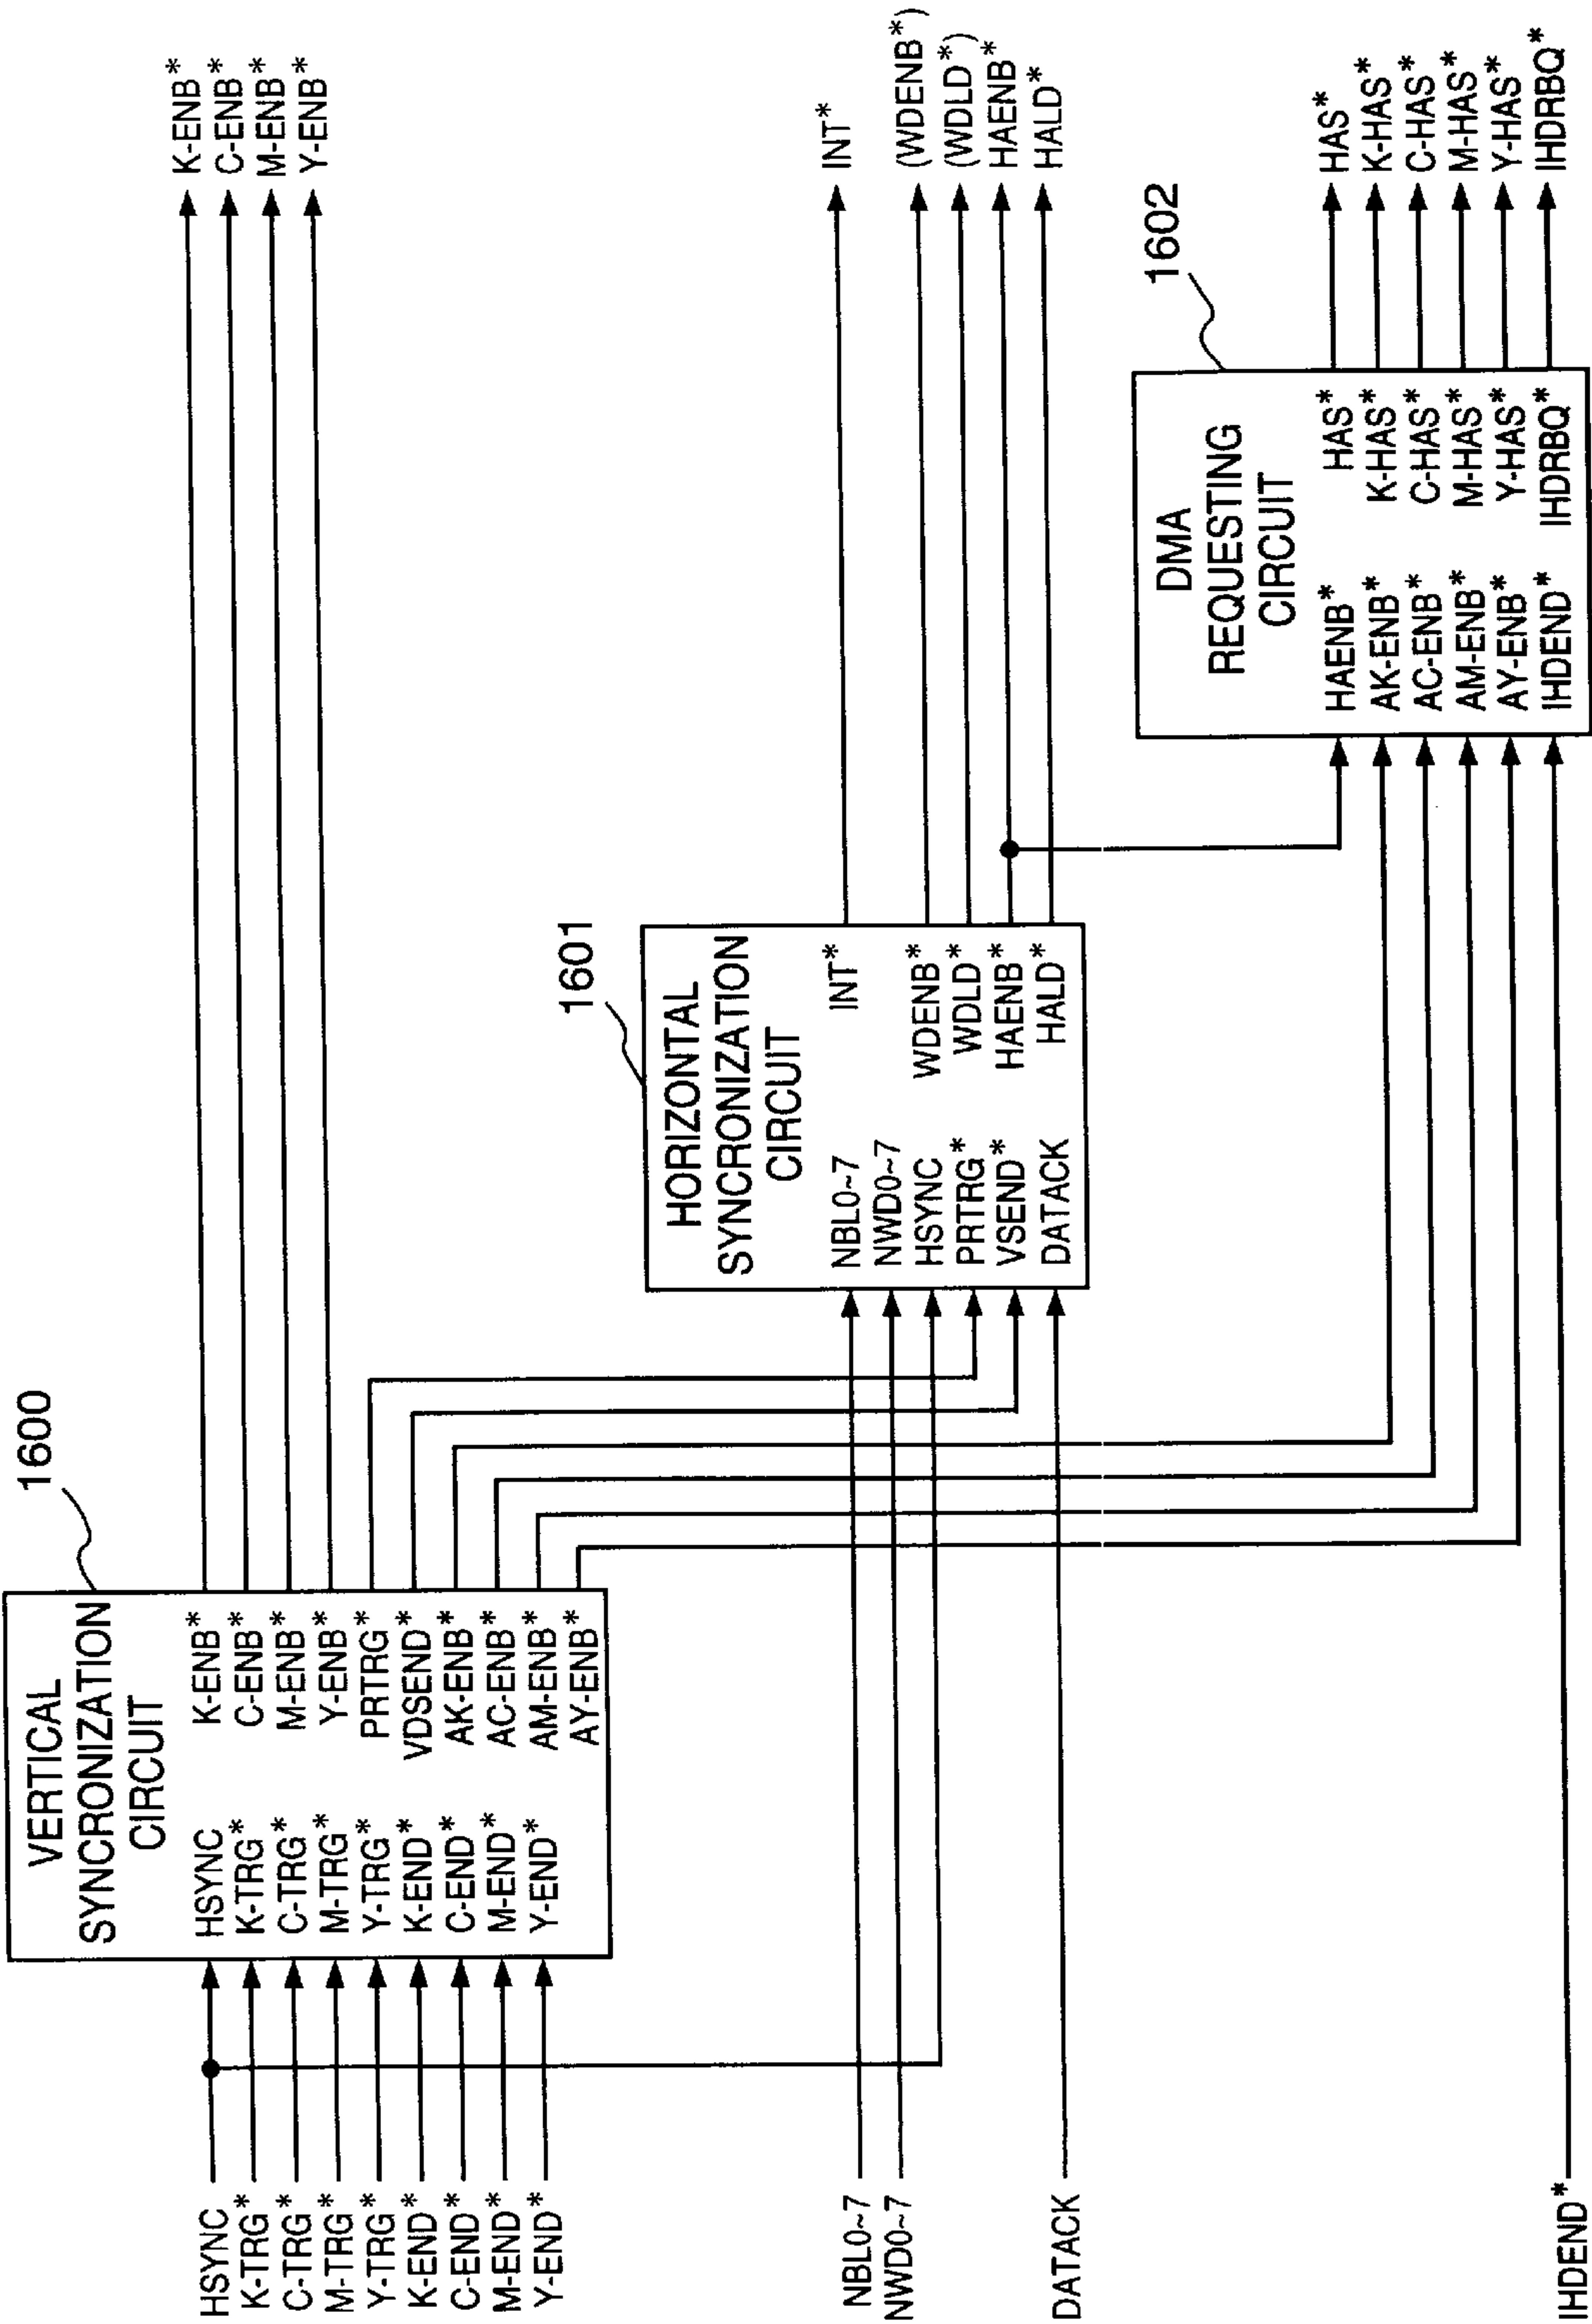 1600
VERTICAL
SYNCRONIZATION
CIRCUIT
HSYNC
K-TRG*
C-TRG*
M-TRG*
Y-TRG*
K-END*
C-END*
M-END*
Y-END*
HSYNC
K-TRG*
C-TRG*
M-TRG*
Y-TRG*
K-END*
C-END*
M-END*
Y-END*
K-ENB*
C-ENB*
M-ENB*
Y-ENB*
PRTRG*
VDSEND*
AK-ENB*
AC-ENB*
AM-ENB*
AY-ENB*
K-ENB*
C-ENB*
M-ENB*
Y-ENB*
1601
HORIZONTAL
SYNCRONIZATION
CIRCUIT
NBL0~7
NWD0~7
DATACK
NBL0~7
NWD0~7
HSYNC
PRTRG*
VSEND*
DATACK
INT*
WDENB*
WDLD*
HAENB*
HALD*
INT*
(WDENB*)
(WDLD*)
HAENB*
HALD*
1602
DMA
REQUESTING
CIRCUIT
IHDEND*
HAENB*
AK-ENB*
AC-ENB*
AM-ENB*
AY-ENB*
IHDEND*
HAS*
K-HAS*
C-HAS*
M-HAS*
Y-HAS*
IHDRBQ*
HAS*
K-HAS*
C-HAS*
M-HAS*
Y-HAS*
IHDRBQ*